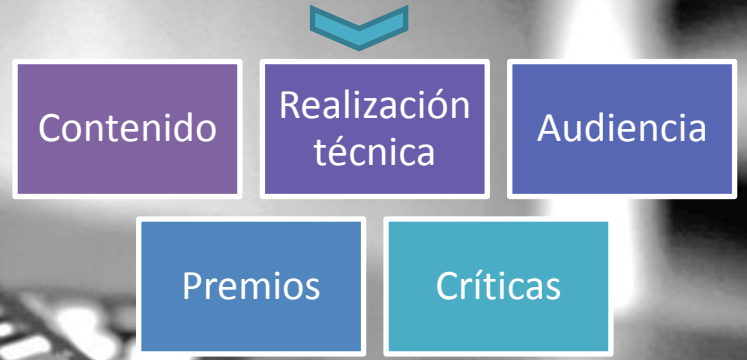 Contenido
Realización
técnica
Audiencia
Premios
Críticas